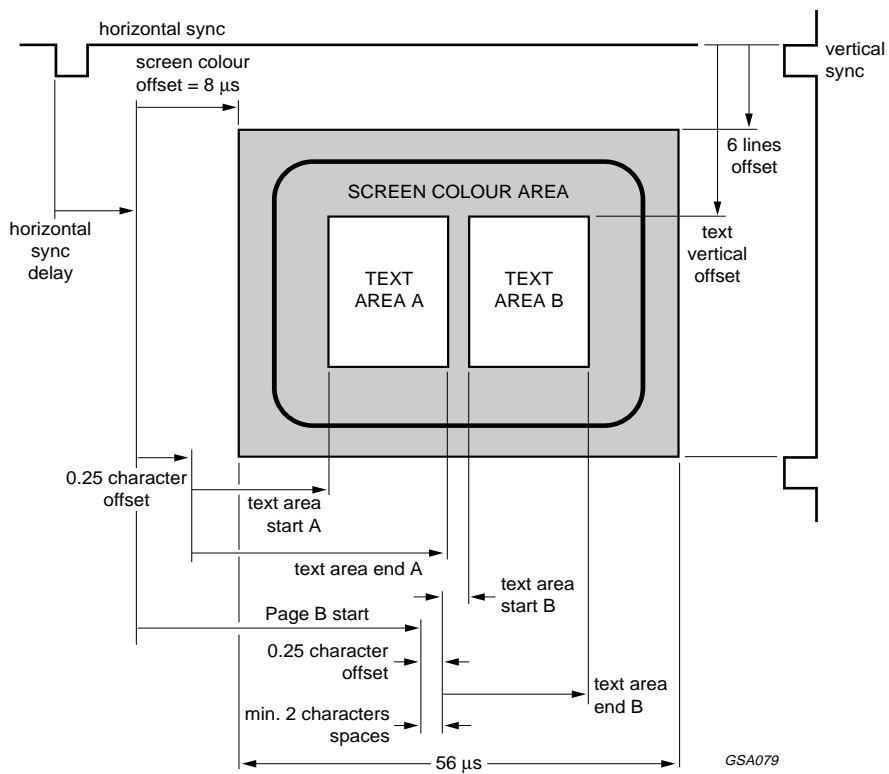 horizontal sync
screen colour
offset = 8 µs
vertical
sync
6 lines
offset
SCREEN COLOUR AREA
horizontal
sync
delay
text
vertical
offset
TEXT
AREA A
TEXT
AREA B
0.25 character
offset
text area
start A
text area end A
text area
start B
Page B start
0.25 character
offset
text area
end B
min. 2 characters
spaces
56 µs
GSA079